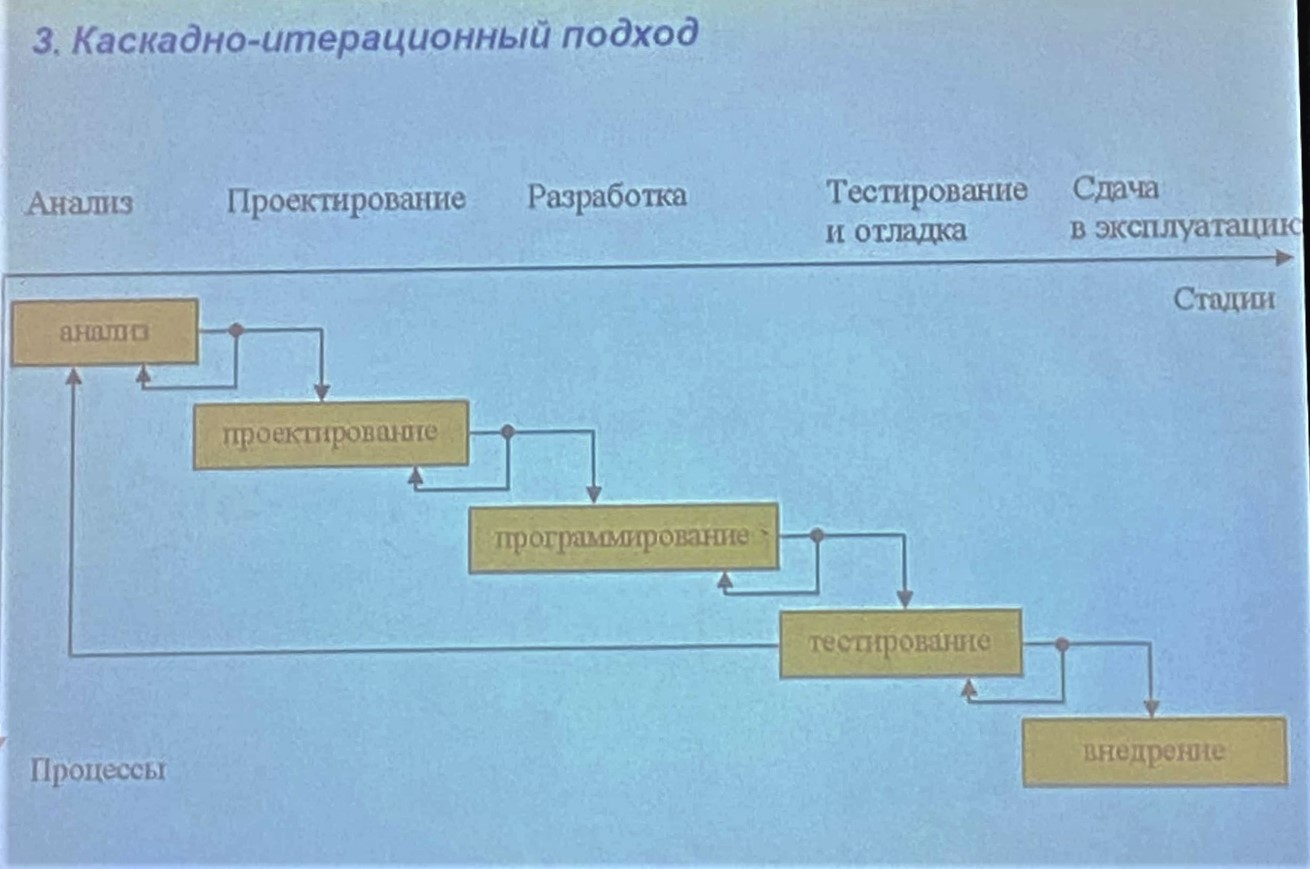 3. Каскадно-итерационный подход
Анализ
Проектирование
Разработка
Тестирование
и отладка
Сдача
в эксплуатацию
Стадии
анализ
проектирование
программирование
тестирование
внедрение
Процессы